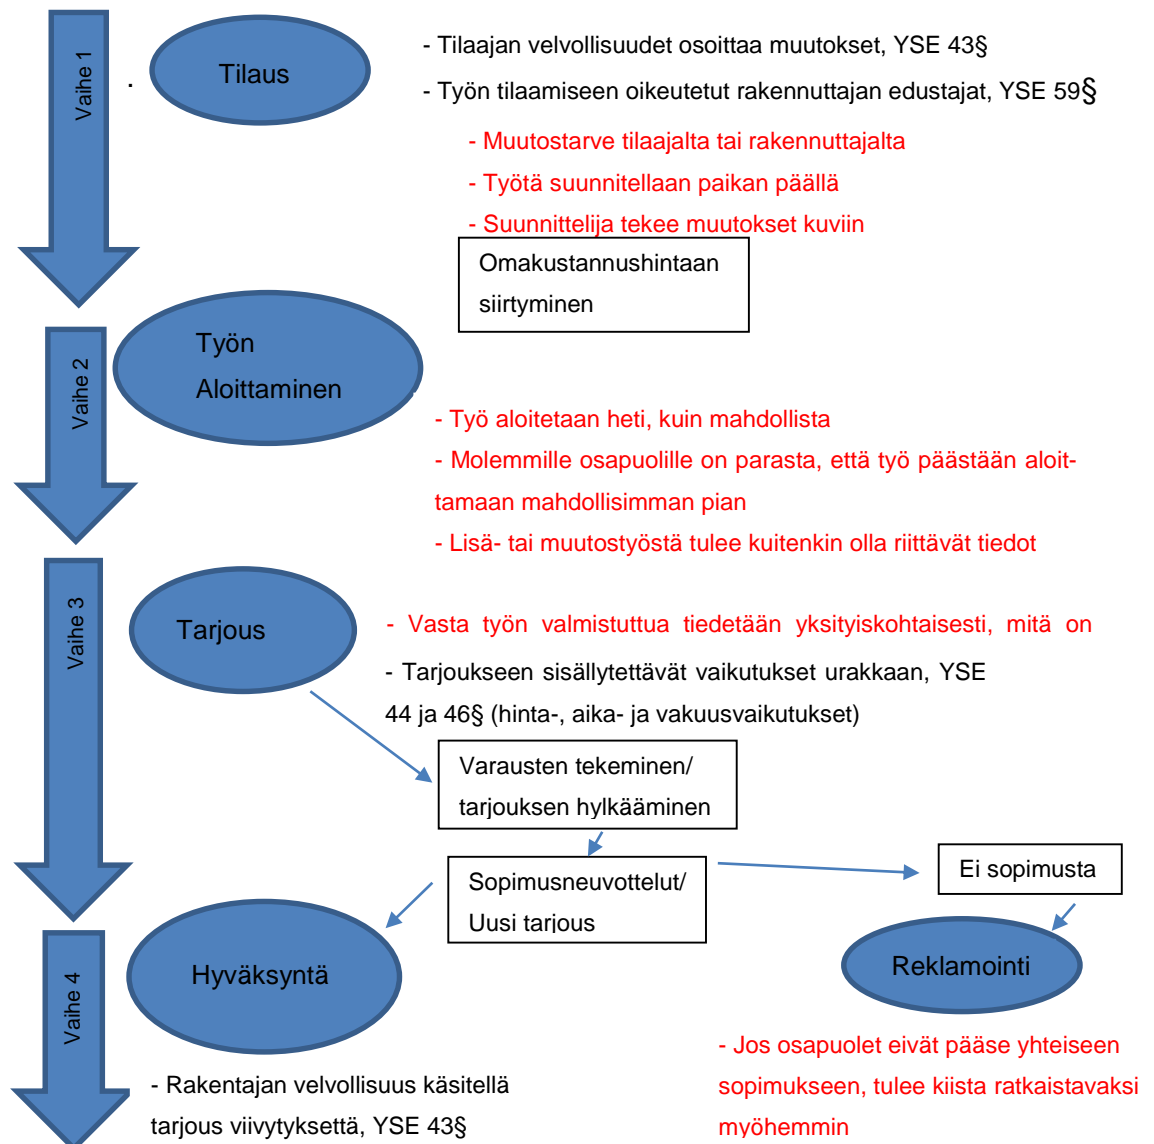 Vaihe 1
.
Tilaus
- Tilaajan velvollisuudet osoittaa muutokset, YSE 43§
- Työn tilaamiseen oikeutetut rakennuttajan edustajat, YSE 59§
- Muutostarve tilaajalta tai rakennuttajalta
- Työtä suunnitellaan paikan päällä
- Suunnittelija tekee muutokset kuviin
Omakustannushintaan
siirtyminen
Vaihe 2
Työn
Aloittaminen
- Työ aloitetaan heti, kuin mahdollista
- Molemmille osapuolille on parasta, että työ päästään aloit-
tamaan mahdollisimman pian
- Lisä- tai muutostyöstä tulee kuitenkin olla riittävät tiedot
Vaihe 3
Tarjous
- Vasta työn valmistuttua tiedetään yksityiskohtaisesti, mitä on
- Tarjoukseen sisällytettävät vaikutukset urakkaan, YSE
44 ja 46§ (hinta-, aika- ja vakuusvaikutukset)
Varausten tekeminen/
tarjouksen hylkääminen
Sopimusneuvottelut/
Uusi tarjous
Ei sopimusta
Vaihe 4
Hyväksyntä
Reklamointi
- Rakentajan velvollisuus käsitellä
tarjous viivytyksettä, YSE 43§
- Jos osapuolet eivät pääse yhteiseen
sopimukseen, tulee kiista ratkaistavaksi
myöhemmin